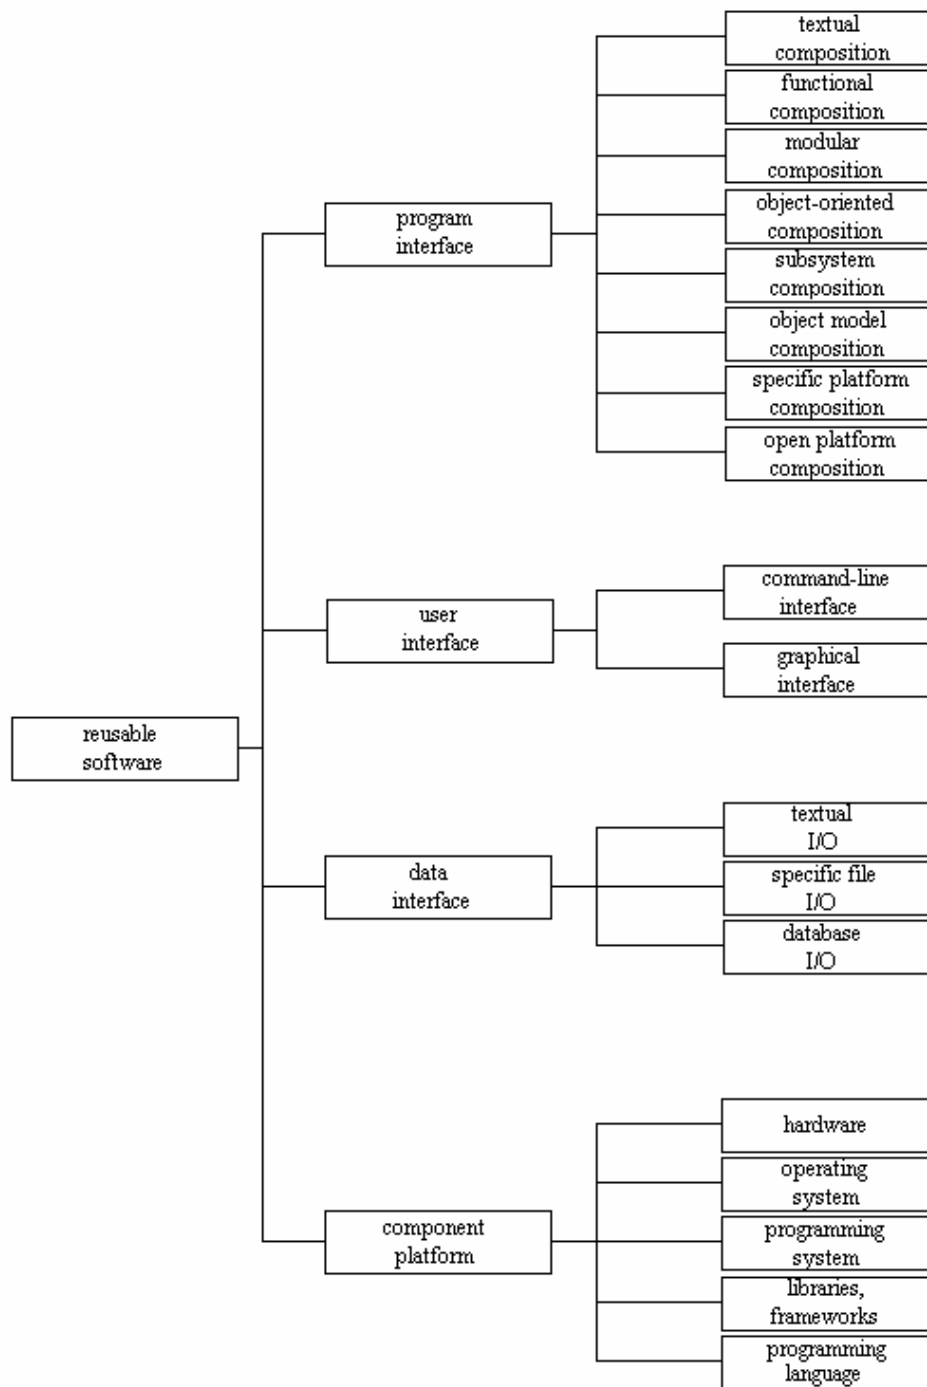 textual
composition
functional
composition
modular
composition
object-oriented
composition
subsystem
composition
object model
composition
specific platform
composition
open platform
composition
program
interface
command-line
interface
graphical
interface
user
interface
reusable
software
textual
I/O
specific file
I/O
database
I/O
data
interface
hardware
operating
system
programming
system
libraries,
frameworks
programming
language
component
platform